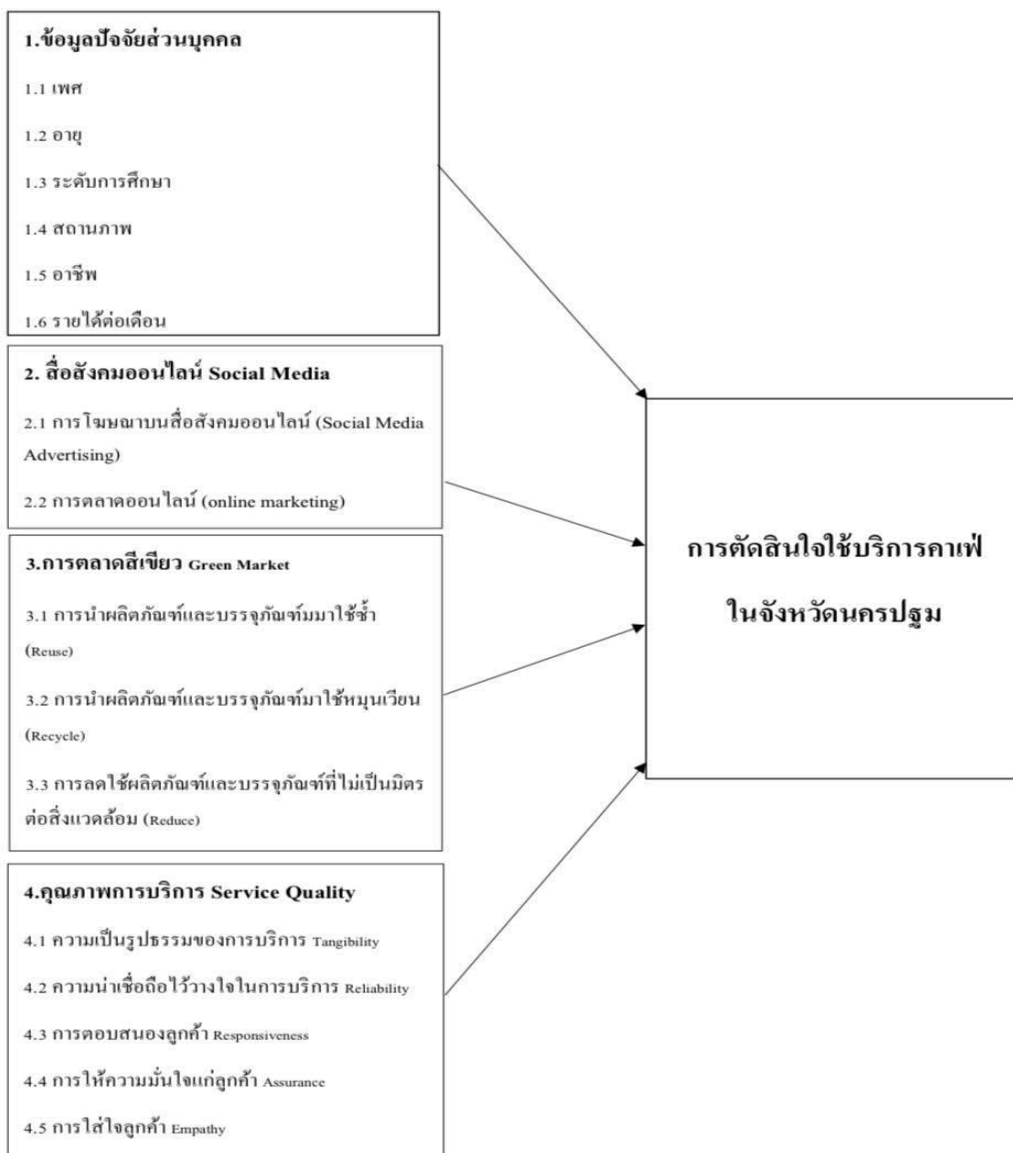 1.ข้อมูลปัจจัยส่วนบุคคล
1.1 เพศ
1.2 อายุ
1.3 ระดับการศึกษา
1.4 สถานภาพ
1.5 อาชีพ
1.6 รายได้ต่อเดือน
2. สื่อสังคมออนไลน์ Social Media
2.1 การโฆษณาบนสื่อสังคมออนไลน์ (Social Media
Advertising)
2.2 การตลาดออนไลน์ (online marketing)
3.การตลาดสีเขียว Green Market
3.1 การนำผลิตภัณฑ์และบรรจุภัณฑ์มมาใช้ซ้ำ
(Reuse)
3.2 การนำผลิตภัณฑ์และบรรจุภัณฑ์มาใช้หมุนเวียน
(Recycle)
3.3 การลดใช้ผลิตภัณฑ์และบรรจุภัณฑ์ที่ไม่เป็นมิตร
ต่อสิ่งแวดล้อม (Reduce)
4.คุณภาพการบริการ Service Quality
4.1 ความเป็นรูปธรรมของการบริการ Tangibility
4.2 ความน่าเชื่อถือไว้วางใจในการบริการ Reliability
4.3 การตอบสนองลูกค้า Responsiveness
4.4 การให้ความมั่นใจแก่ลูกค้า Assurance
4.5 การใส่ใจลูกค้า Empathy
การตัดสินใจใช้บริการคาเฟ่
ในจังหวัดนครปฐม